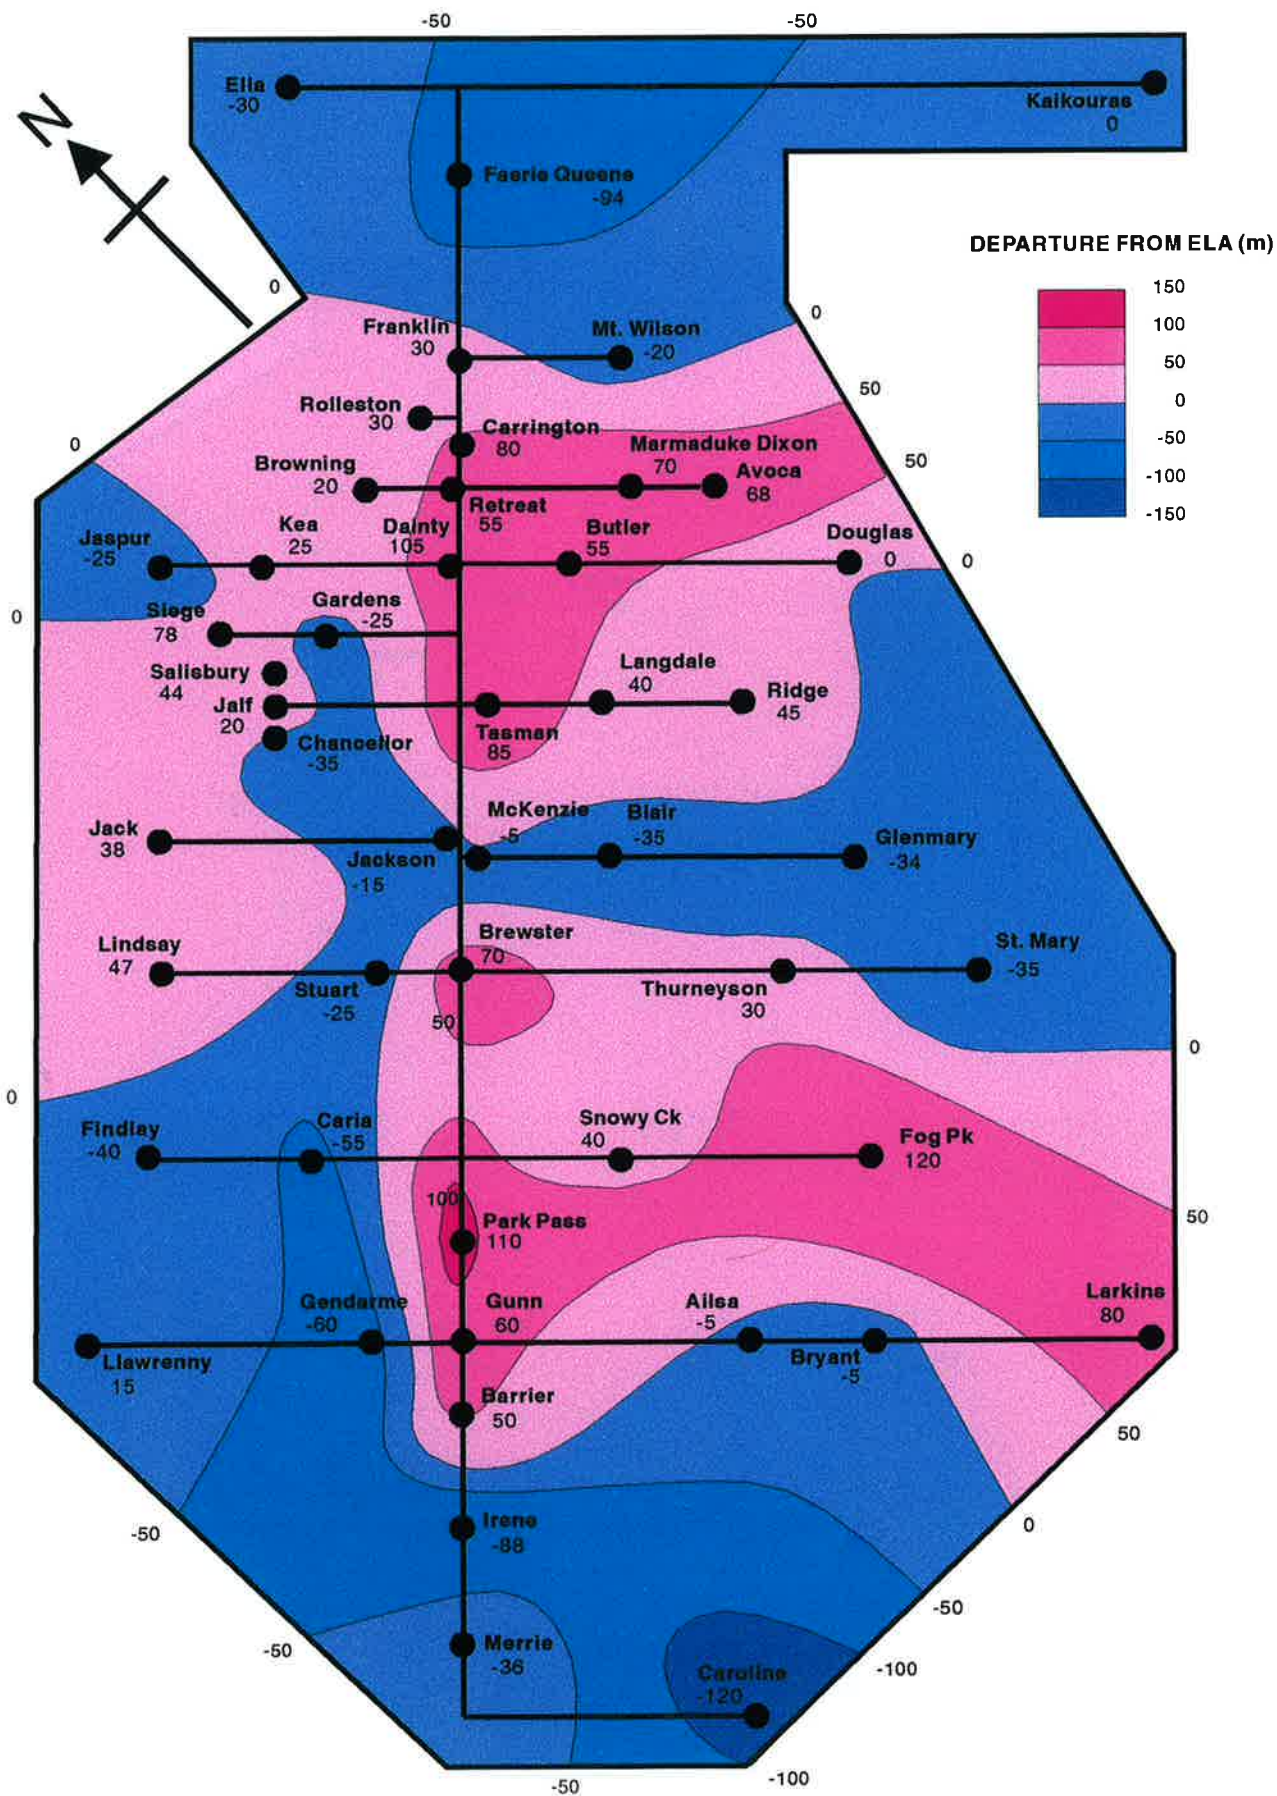 -50
-50
Ella
-30
Kaikouras
0
N
Faerie Queene
-94
DEPARTURE FROM ELA (m)
150
100
50
0
-50
-100
-150
0
0
Franklin
30
Mt. Wilson
-20
50
Rolleston
30
Carrington
80
Marmaduke Dixon
70
0
50
Browning
20
Avoca
68
Retreat
55
Jaspur
-25
Kea
25
Dainty
105
Butler
55
Douglas
0
0
0
Siege
78
Gardens
-25
Salisbury
44
Langdale
40
Jalf
20
Ridge
45
Tasman
85
Chancellor
-35
McKenzie
-5
Blair
-35
Jack
38
Glenmary
-34
Jackson
-15
Lindsay
47
Brewster
70
St. Mary
-35
Stuart
-25
Thurneyson
30
50
0
0
Findlay
-40
Caria
-55
Snowy Ck
40
Fog Pk
120
100
Park Pass
110
50
Gendarme
-60
Gunn
60
Ailsa
-5
Larkins
80
Llawrenny
15
Bryant
-5
Barrier
50
50
-50
Irene
-88
0
-50
-50
Merrie
-36
Caroline
-120
-100
-50
-100